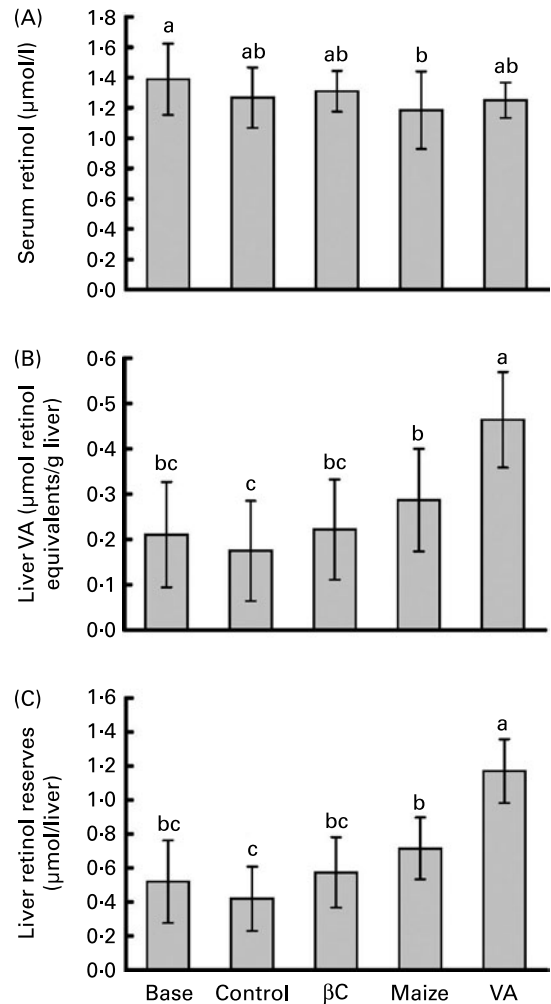 (A)
Serum retinol (μmol/l)
1·8
1·6
1·4
1·2
1·0
0·8
0·6
0·4
0·2
0·0
a
ab
ab
b
ab
(B)
Liver VA (μmol retinol
equivalents/g liver)
0·6
0·5
0·4
0·3
0·2
0·1
0·0
bc
c
bc
b
a
(C)
Liver retinol reserves
(μmol/liver)
1·6
1·4
1·2
1·0
0·8
0·6
0·4
0·2
0·0
bc
c
bc
b
a
Base Control βC Maize VA